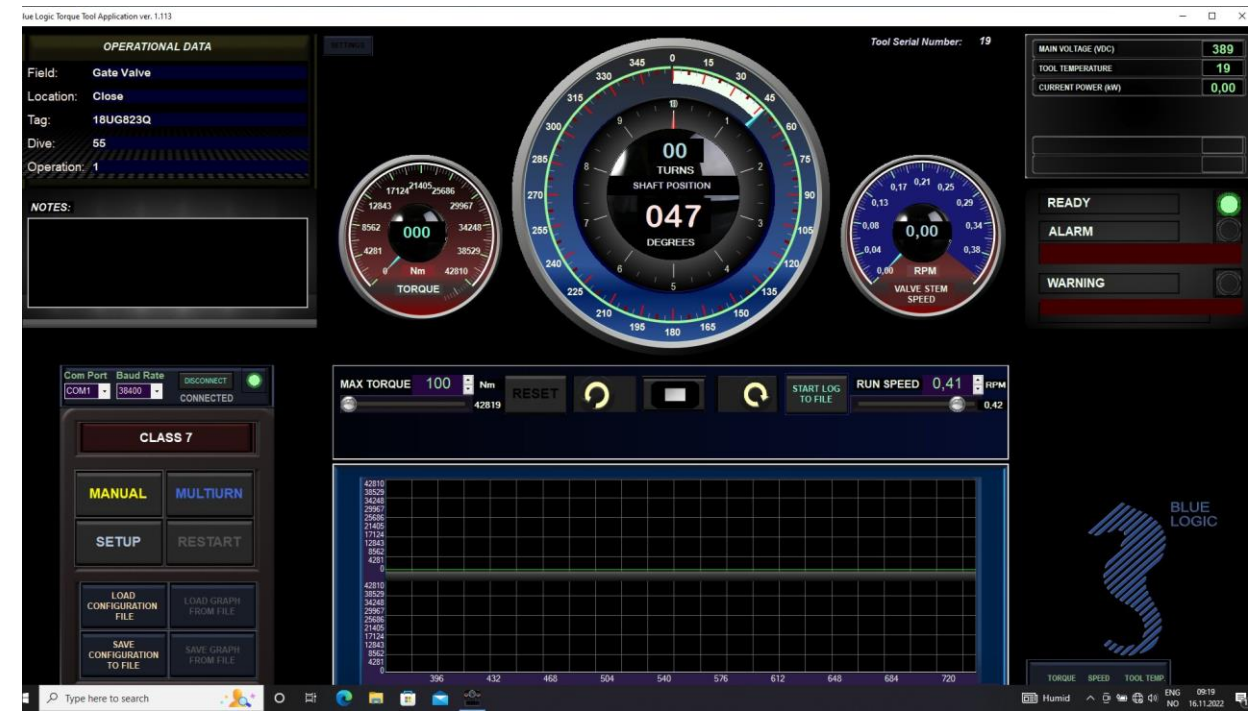 lue Logic Torque Tool Application ver. 1.113
OPERATIONAL DATA
Field: Gate Valve
Location: Close
Tag: 18UG823Q
Dive: 55
Operation: 1
NOTES:
SETTINGS
Tool Serial Number: 19
0 15 30 45 60 75 90 105 120 135 150 165 180 195 210 225 240 255 270 285 300 315 330 345
10 1 2 3 4 5 6 7 8 9
00
TURNS
SHAFT POSITION
047
DEGREES
0 4281 8562 12843 17124 21405 25686 29967 34248 38529 42810
000
Nm
TORQUE
0,00 0,04 0,08 0,13 0,17 0,21 0,25 0,29 0,34 0,38
0,00
RPM
VALVE STEM
SPEED
MAIN VOLTAGE (VDC) 389
TOOL TEMPERATURE 19
CURRENT POWER (kW) 0,00
READY
ALARM
WARNING
Com Port Baud Rate
COM1 38400 DISCONNECT
CONNECTED
CLASS 7
MANUAL MULTIURN
SETUP RESTART
LOAD
CONFIGURATION
FILE
LOAD GRAPH
FROM FILE
SAVE
CONFIGURATION
TO FILE
SAVE GRAPH
FROM FILE
MAX TORQUE 100 Nm
42819
RESET
START LOG
TO FILE
RUN SPEED 0,41 RPM
0,42
42810
38529
34248
29967
25686
21405
17124
12843
8562
4281
0
42810
38529
34248
29967
25686
21405
17124
12843
8562
4281
0
396 432 468 504 540 576 612 648 684 720
BLUE
LOGIC
TORQUE SPEED TOOL TEMP.
Type here to search
Humid
ENG
NO
09:19
16.11.2022